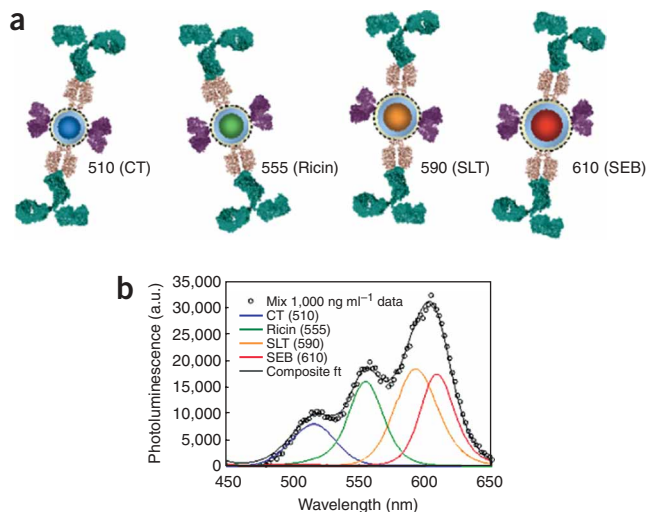 a
510 (CT)
555 (Ricin)
590 (SLT)
610 (SEB)
b
Photoluminescence (a.u.)
35,000
30,000
25,000
20,000
15,000
10,000
5,000
0
Mix 1,000 ng ml⁻¹ data
CT (510)
Ricin (555)
SLT (590)
SEB (610)
Composite ft
450
500
550
600
650
Wavelength (nm)